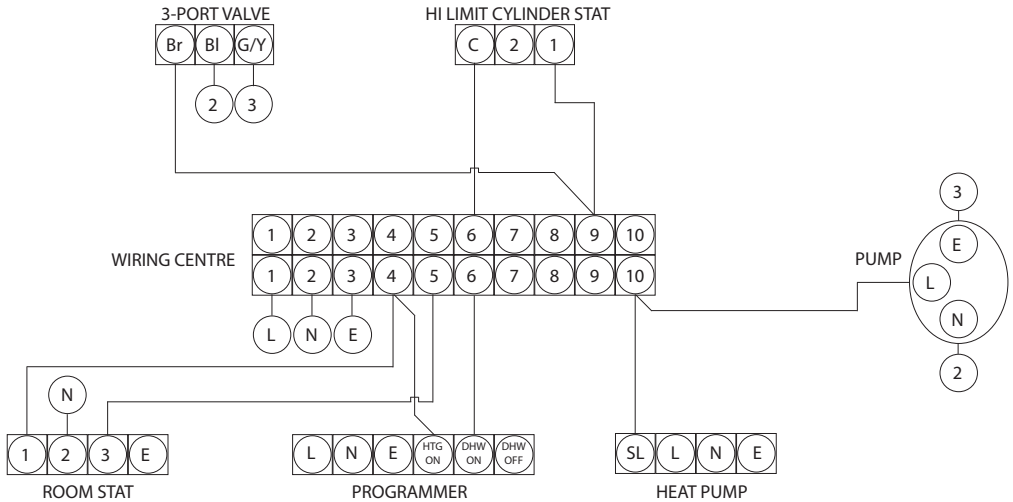 3-PORT VALVE
HI LIMIT CYLINDER STAT
Br Bl G/Y
C 2 1
2 3
3
1 2 3 4 5 6 7 8 9 10
WIRING CENTRE
PUMP
E
1 2 3 4 5 6 7 8 9 10
L
N
L N E
2
N
1 2 3 E
L N E HTG ON DHW ON DHW OFF
SL L N E
ROOM STAT
PROGRAMMER
HEAT PUMP